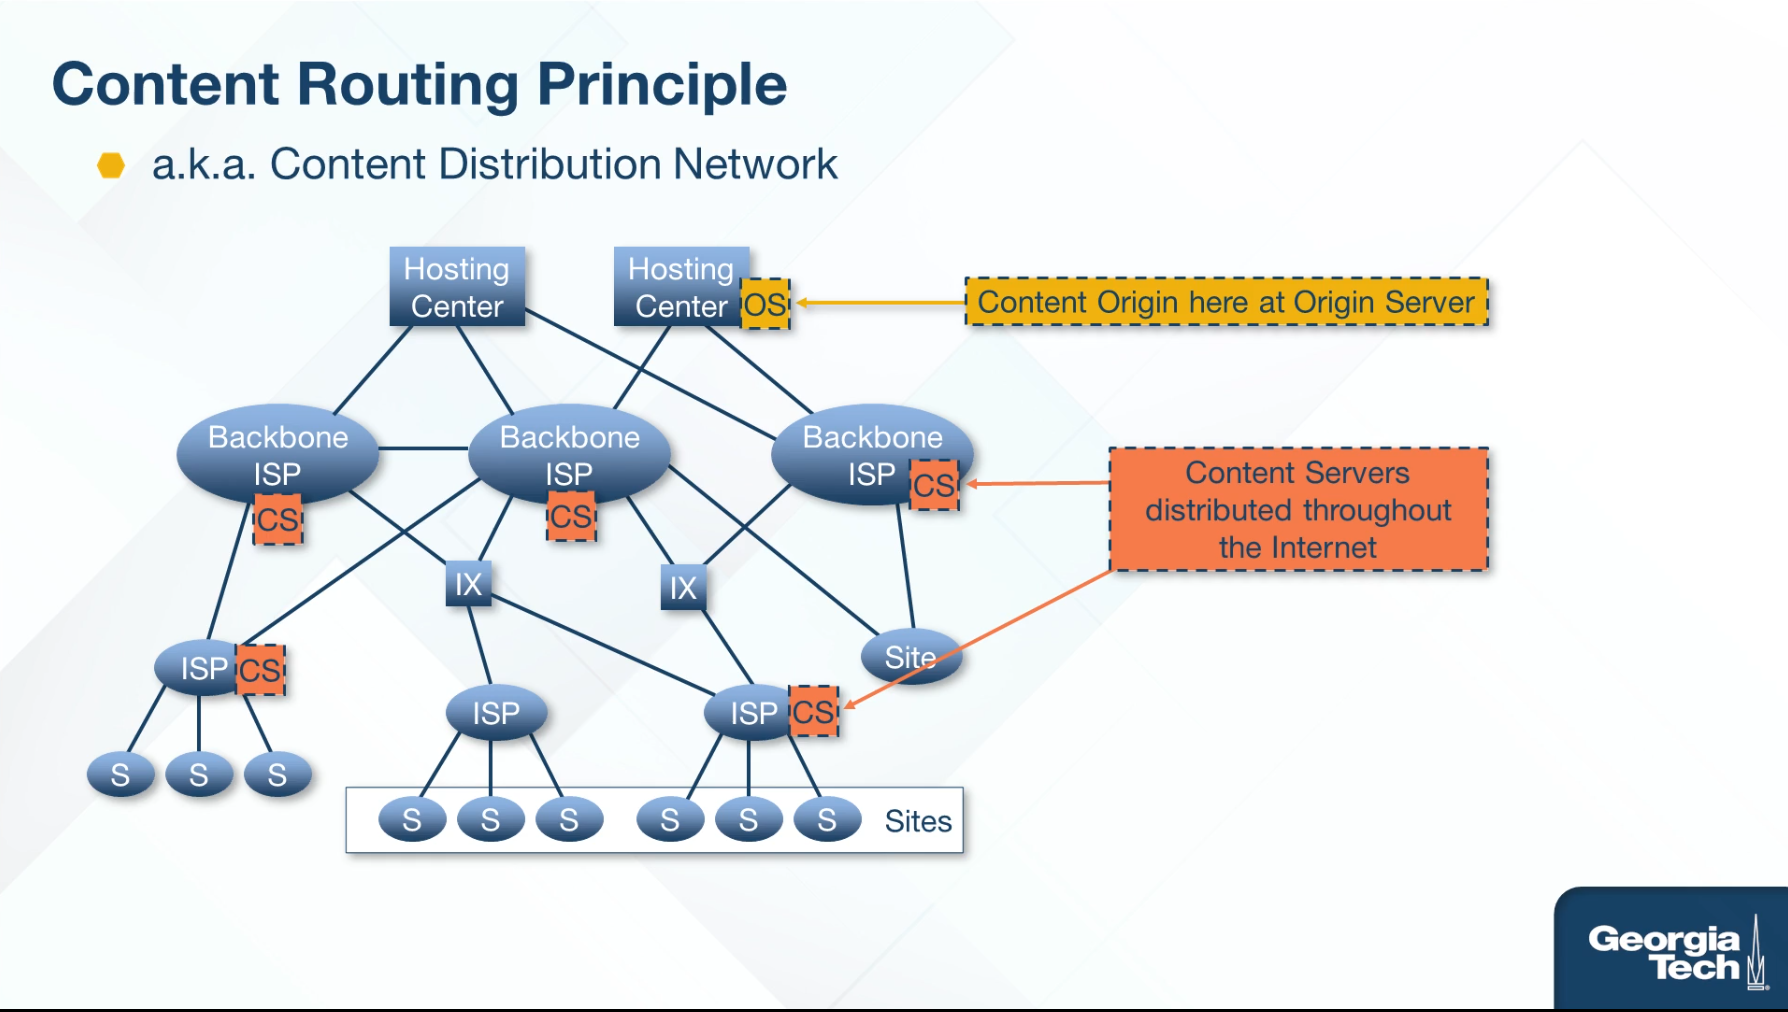 Content Routing Principle
a.k.a. Content Distribution Network
Hosting
Center
Hosting
Center
OS
Content Origin here at Origin Server
Backbone
ISP
CS
Backbone
ISP
CS
Backbone
ISP
CS
Content Servers
distributed throughout
the Internet
IX
IX
ISP
CS
Site
ISP
ISP
CS
S
S
S
S
S
S
S
S
S
Sites
Georgia
Tech